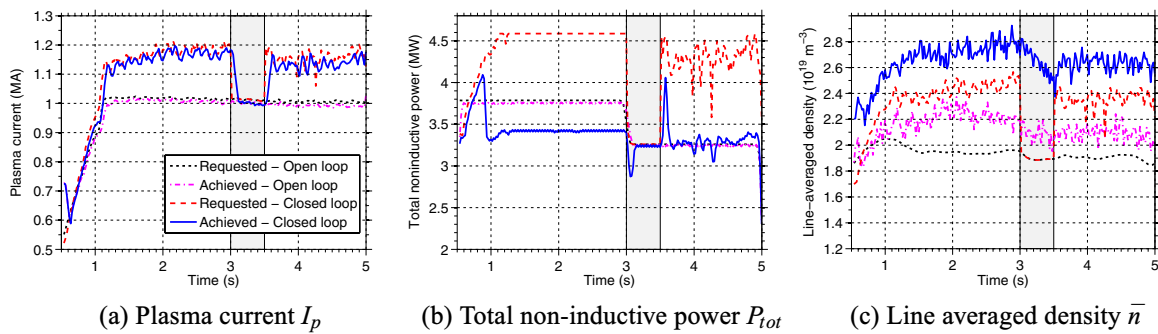 1.3
1.2
1.1
1
0.9
0.8
0.7
0.6
0.5
Plasma current (MA)
Requested – Open loop
Achieved – Open loop
Requested – Closed loop
Achieved – Closed loop
1 2 3 4 5
Time (s)
(a) Plasma current I_p
4.5
4
3.5
3
2.5
2
Total noninductive power (MW)
1 2 3 4 5
Time (s)
(b) Total non-inductive power P_tot
3
2.8
2.6
2.4
2.2
2
1.8
1.6
1.4
1.2
Line–averaged density (10¹⁹ m⁻³)
1 2 3 4 5
Time (s)
(c) Line averaged density n̅